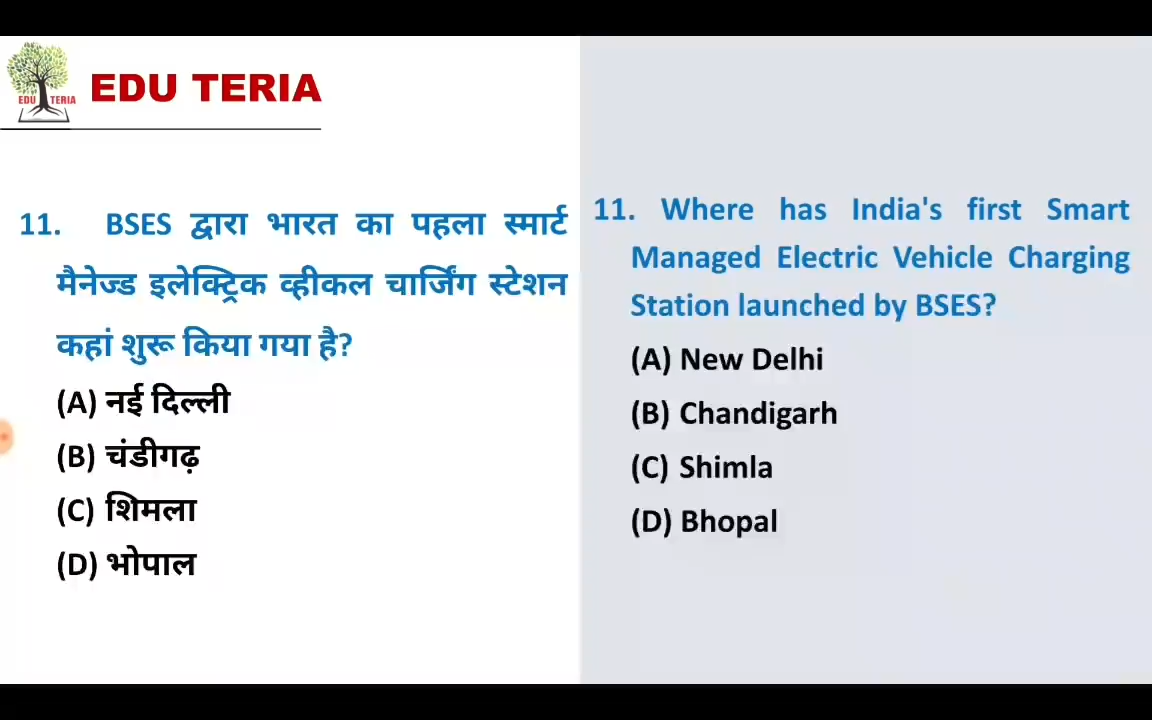 EDU TERIA
EDU TERIA
11. BSES द्वारा भारत का पहला स्मार्ट
मैनेज्ड इलेक्ट्रिक व्हीकल चार्जिंग स्टेशन
कहां शुरू किया गया है?
(A) नई दिल्ली
(B) चंडीगढ़
(C) शिमला
(D) भोपाल
11. Where has India's first Smart
Managed Electric Vehicle Charging
Station launched by BSES?
(A) New Delhi
(B) Chandigarh
(C) Shimla
(D) Bhopal